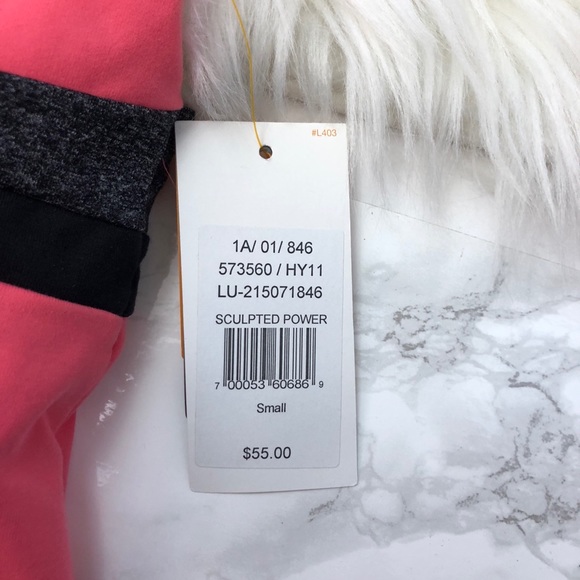 #L403
1A/ 01/ 846
573560 / HY11
LU-215071846
SCULPTED POWER
7 00053 60686 9
Small
$55.00